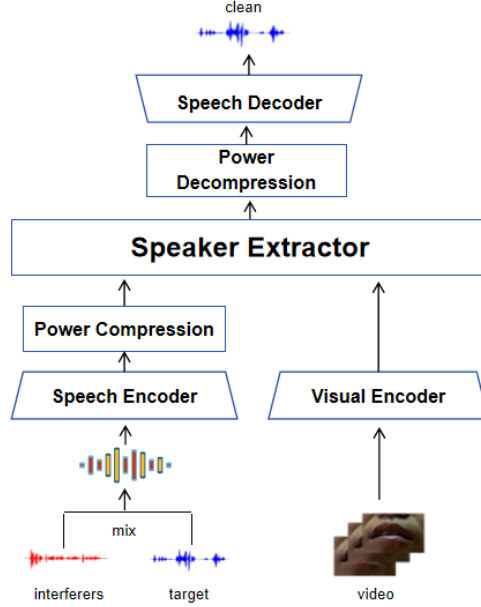 clean
Speech Decoder
Power
Decompression
Speaker Extractor
Power Compression
Speech Encoder
Visual Encoder
mix
interferers
target
video